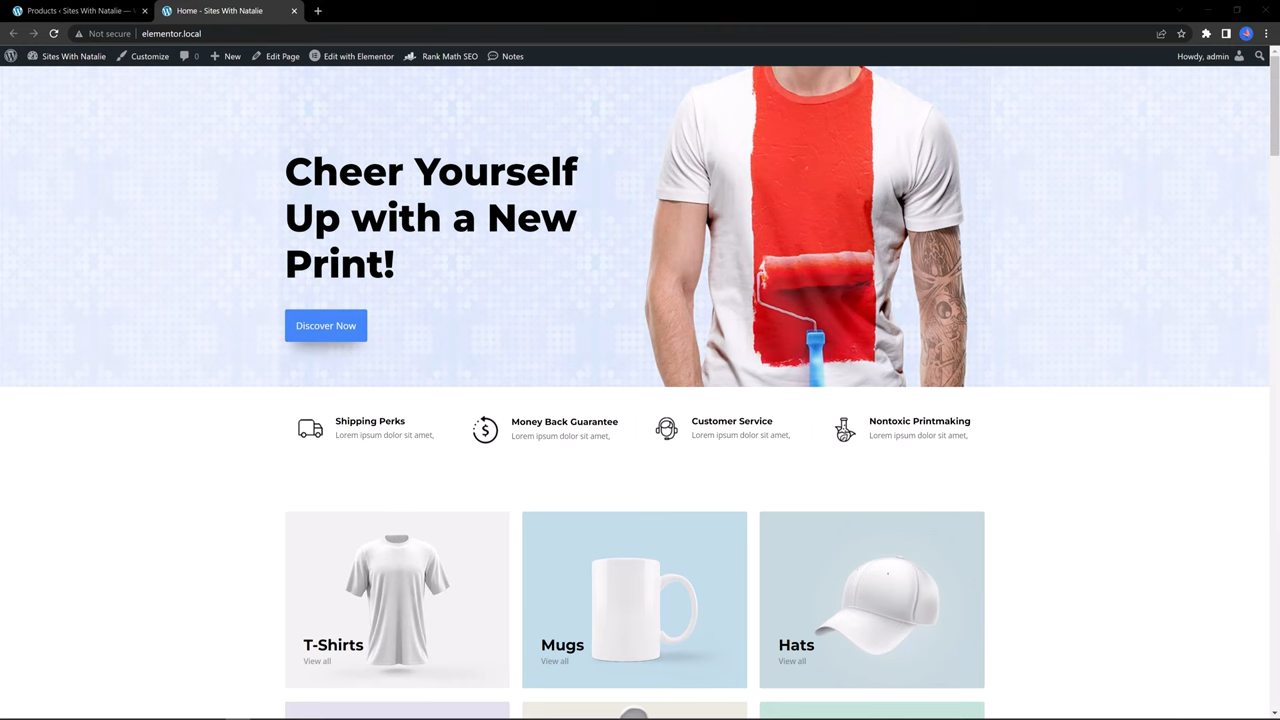 Products ‹ Sites With Natalie —
Home - Sites With Natalie
Not secure
elementor.local
Sites With Natalie
Customize
0
New
Edit Page
Edit with Elementor
Rank Math SEO
Notes
Howdy, admin
Cheer Yourself
Up with a New
Print!
Discover Now
Shipping Perks
Lorem ipsum dolor sit amet,
Money Back Guarantee
Lorem ipsum dolor sit amet,
Customer Service
Lorem ipsum dolor sit amet,
Nontoxic Printmaking
Lorem ipsum dolor sit amet,
T-Shirts
View all
Mugs
View all
Hats
View all